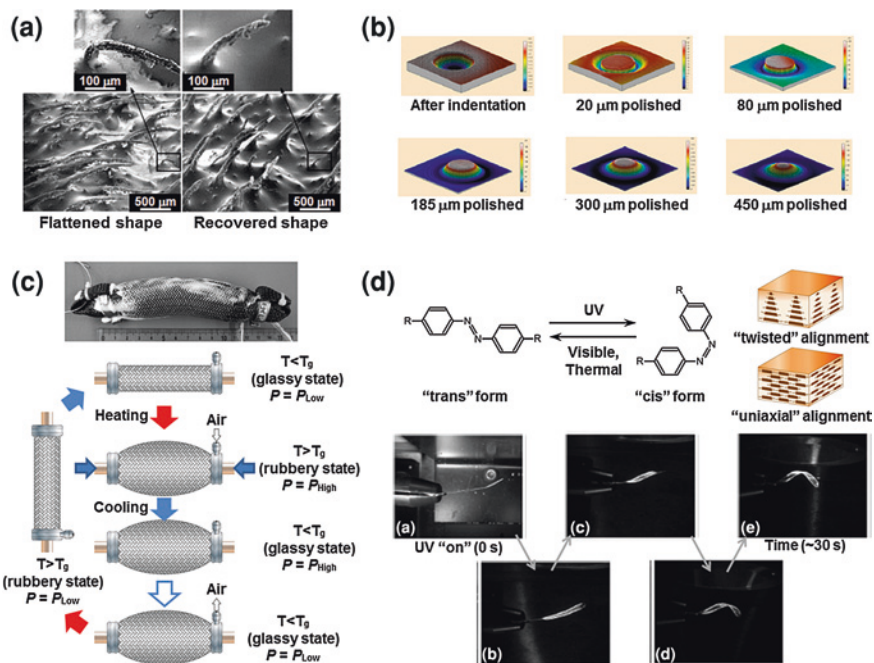 (a)
100 μm
100 μm
500 μm
500 μm
Flattened shape
Recovered shape
(b)
After indentation
20 μm polished
80 μm polished
185 μm polished
300 μm polished
450 μm polished
(c)
T<Tg
(glassy state)
P = PLow
Heating
Air
T>Tg
(rubbery state)
P = PHigh
Cooling
T<Tg
(glassy state)
P = PHigh
Air
T<Tg
(glassy state)
P = PLow
T>Tg
(rubbery state)
P = PLow
(d)
R
N
N
R
UV
Visible,
Thermal
"trans" form
R
N
N
R
"cis" form
"twisted" alignment
"uniaxial" alignment
(a)
UV "on" (0 s)
(b)
(c)
(d)
(e)
Time (~30 s)